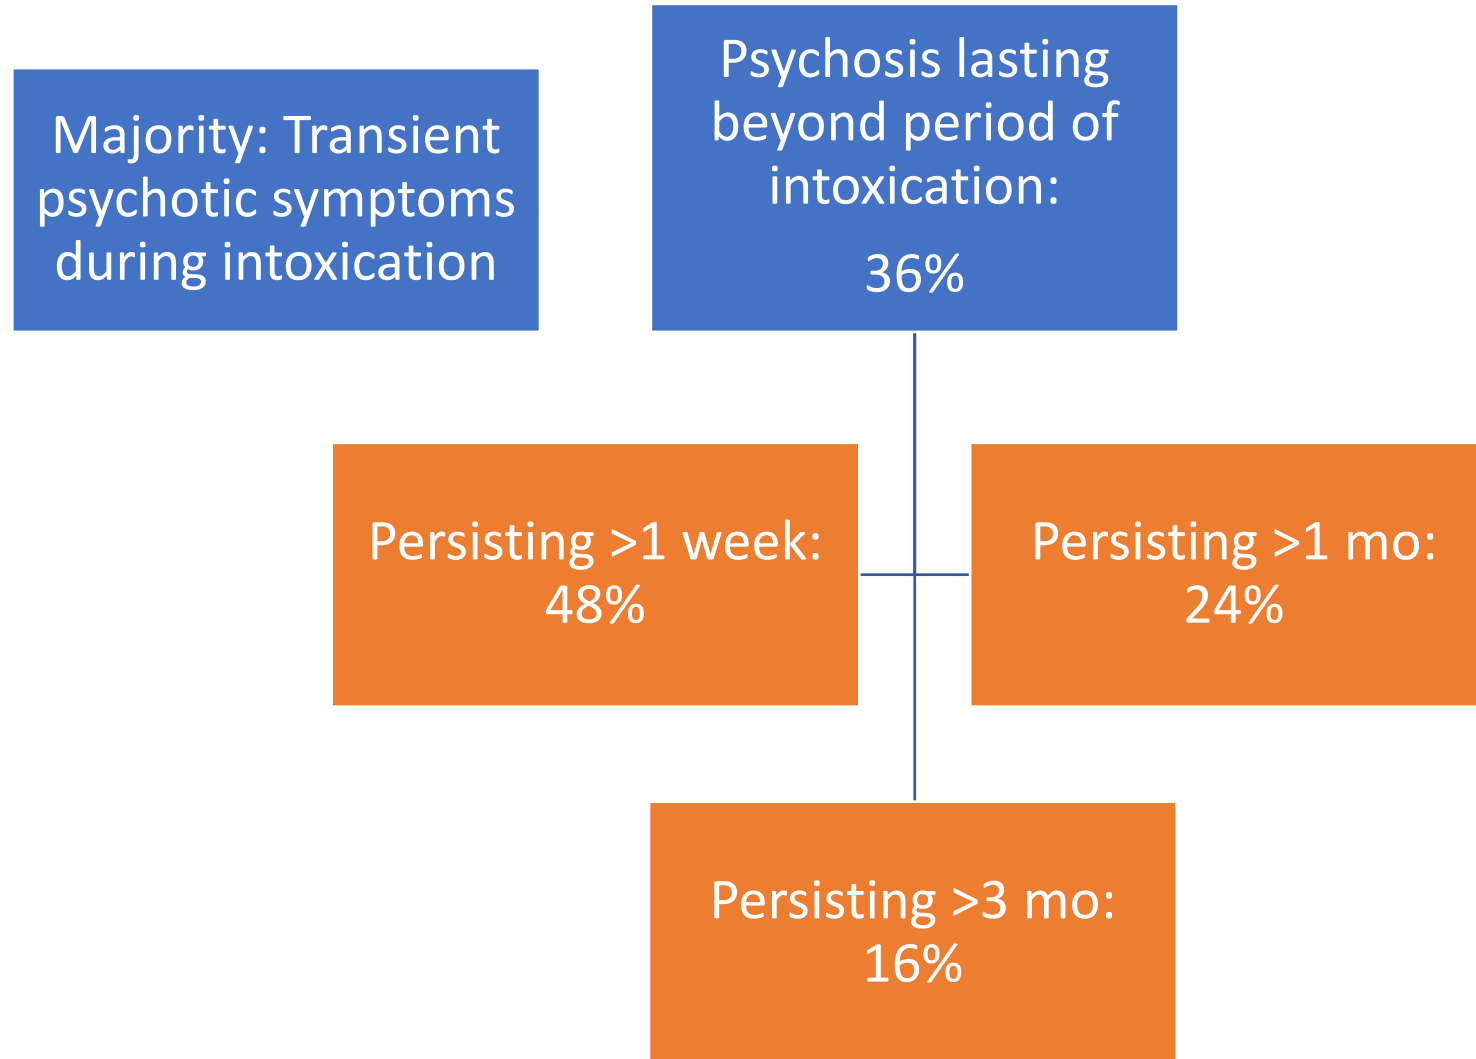 Majority: Transient
psychotic symptoms
during intoxication
Psychosis lasting
beyond period of
intoxication:
36%
Persisting >1 week:
48%
Persisting >1 mo:
24%
Persisting >3 mo:
16%